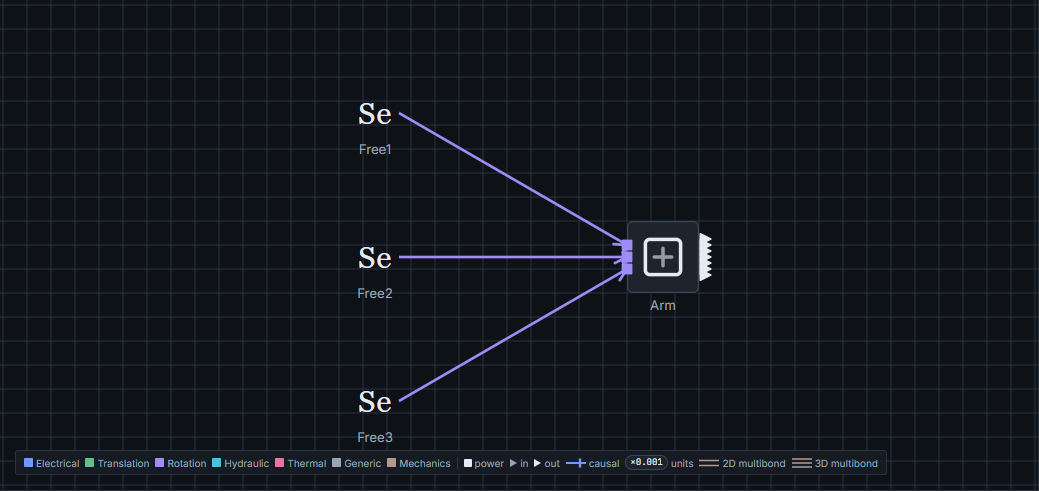 Se
Free1
Se
Free2
Arm
Se
Free3
Electrical Translation Rotation Hydraulic Thermal Generic Mechanics power in out causal ×0.001 units 2D multibond 3D multibond